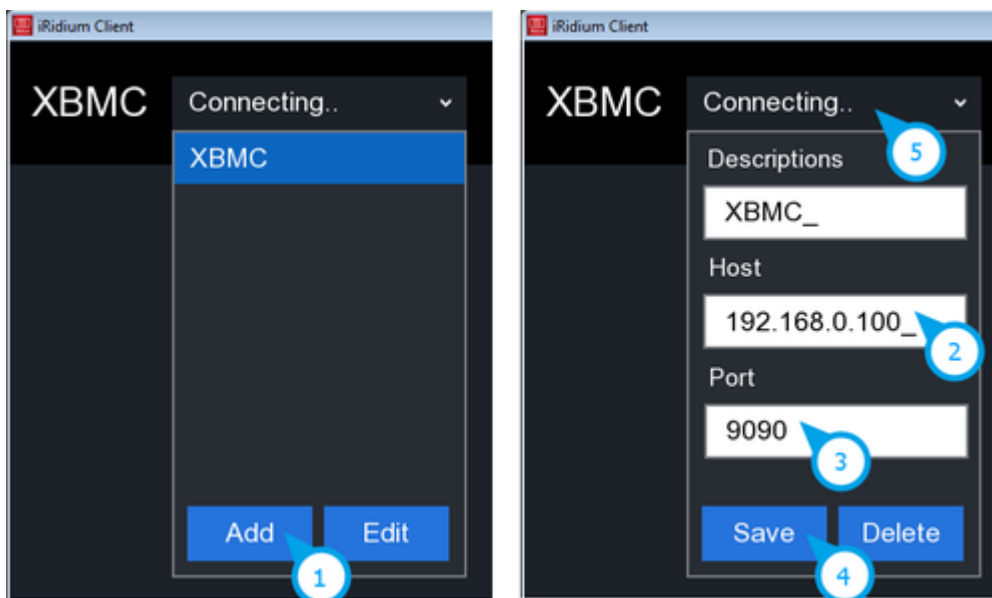 iRidium Client
XBMC
Connecting..
XBMC
Add
Edit
1
iRidium Client
XBMC
Connecting..
5
Descriptions
XBMC_
Host
192.168.0.100_
2
Port
9090
3
Save
Delete
4